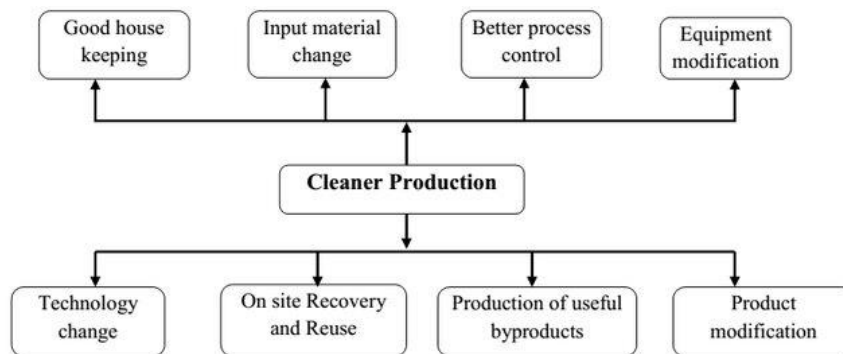 Good house
keeping
Input material
change
Better process
control
Equipment
modification
Cleaner Production
Technology
change
On site Recovery
and Reuse
Production of useful
byproducts
Product
modification